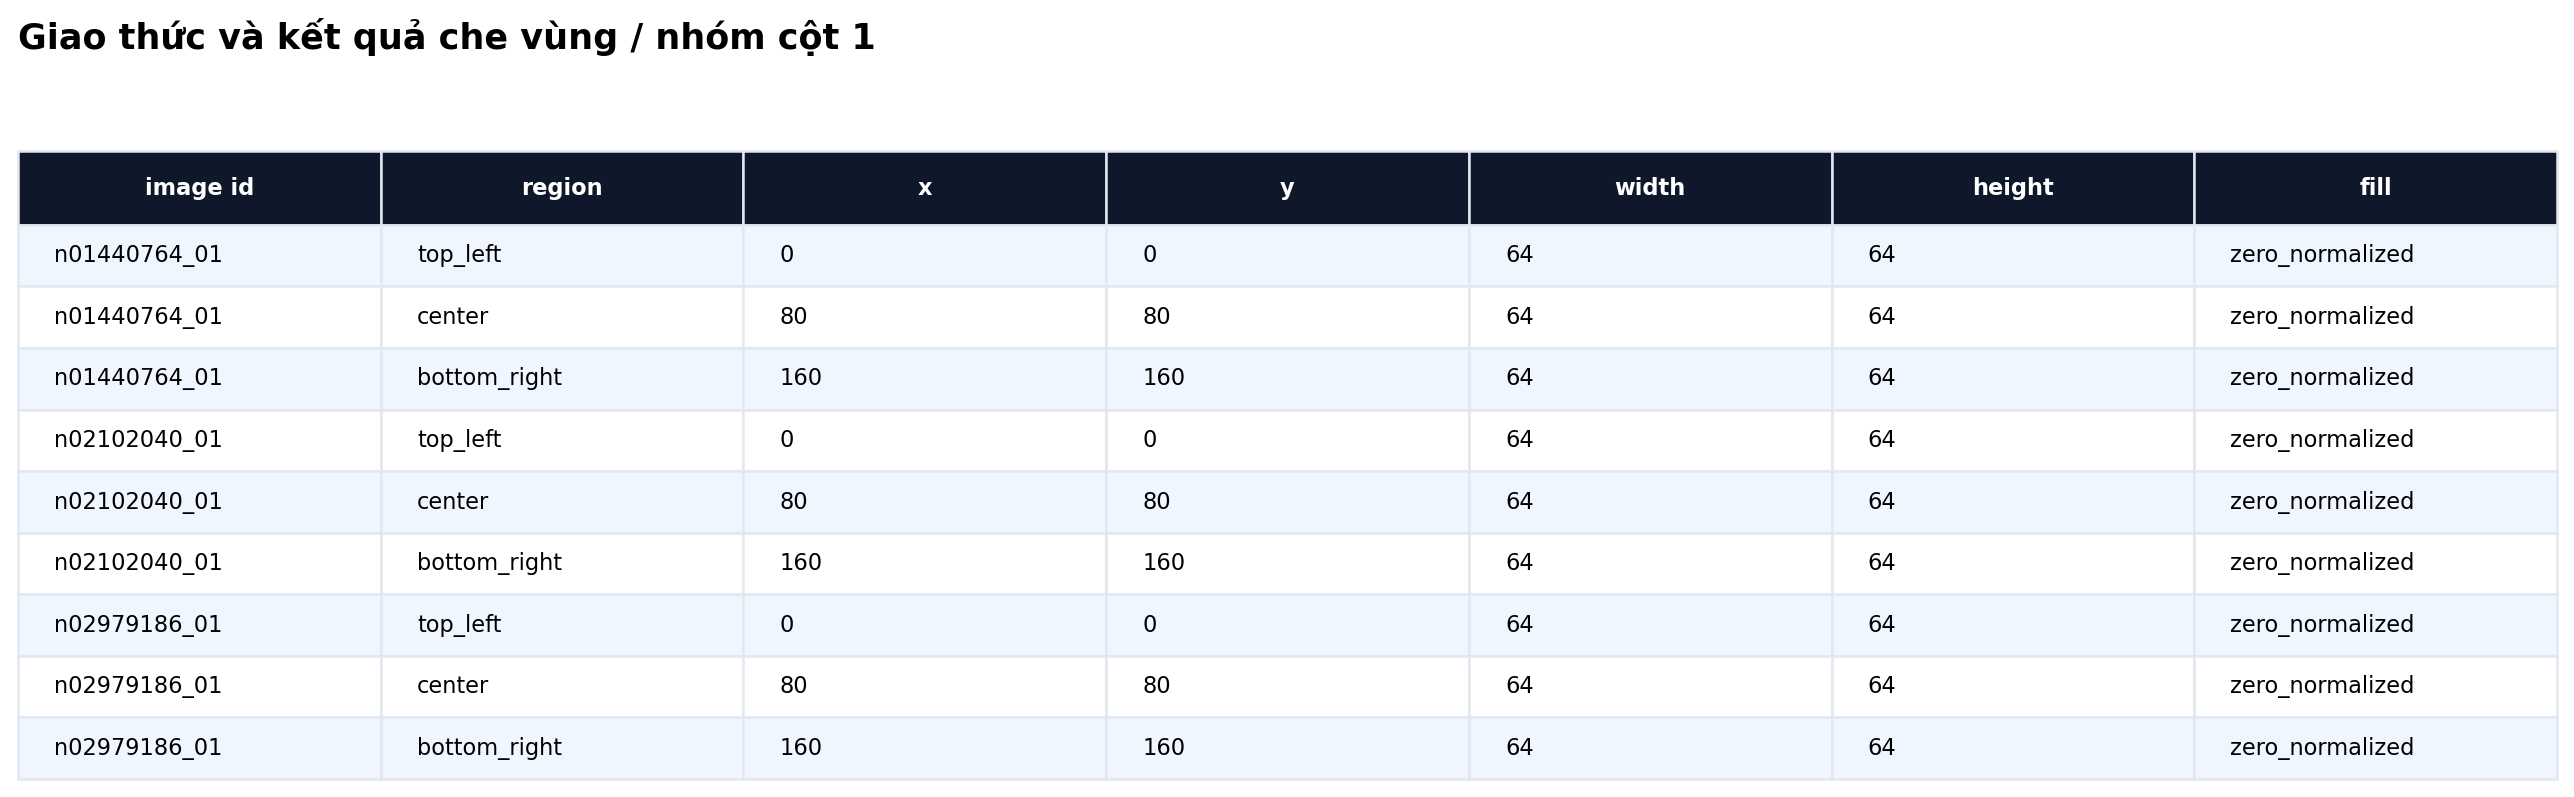 Giao thức và kết quả che vùng / nhóm cột 1
image id region x y width height fill
n01440764_01 top_left 0 0 64 64 zero_normalized
n01440764_01 center 80 80 64 64 zero_normalized
n01440764_01 bottom_right 160 160 64 64 zero_normalized
n02102040_01 top_left 0 0 64 64 zero_normalized
n02102040_01 center 80 80 64 64 zero_normalized
n02102040_01 bottom_right 160 160 64 64 zero_normalized
n02979186_01 top_left 0 0 64 64 zero_normalized
n02979186_01 center 80 80 64 64 zero_normalized
n02979186_01 bottom_right 160 160 64 64 zero_normalized